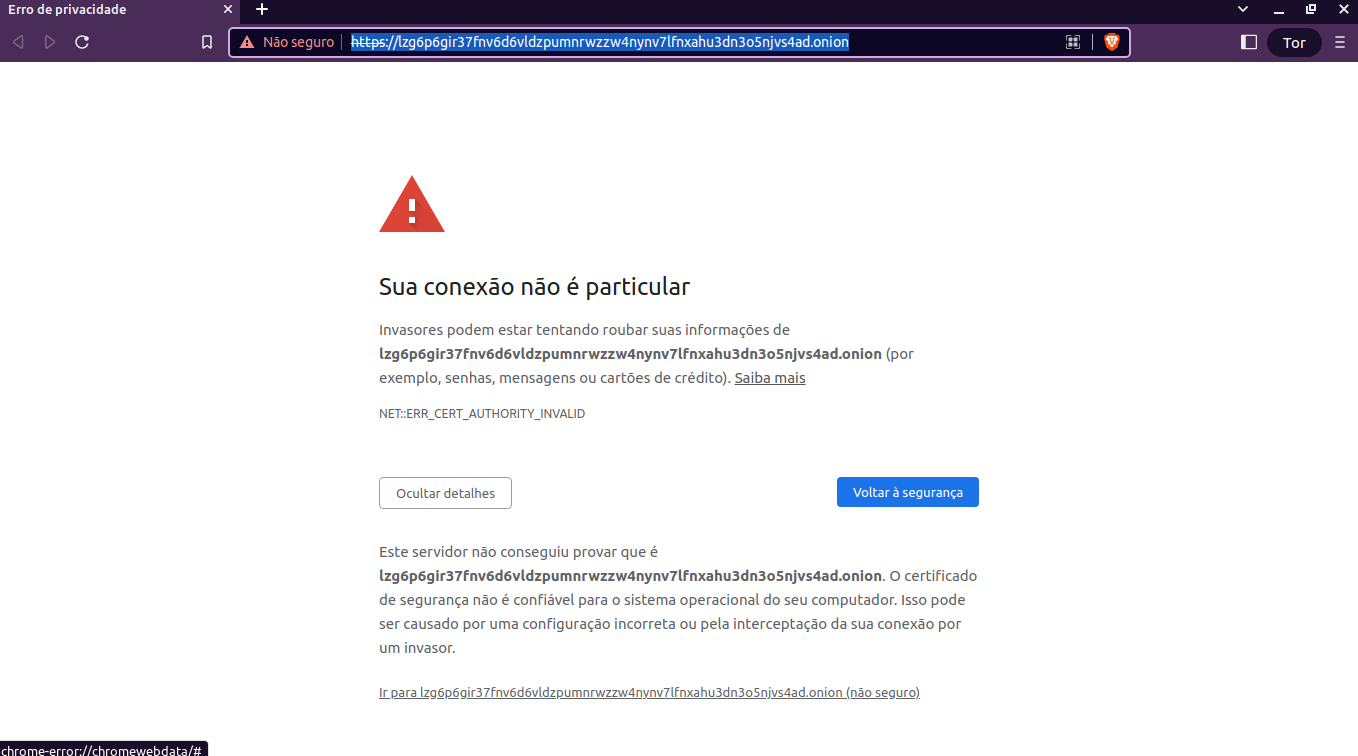 Erro de privacidade
Não seguro https://lzg6p6gir37fnv6d6vldzpumnrwzzw4nynv7lfnxahu3dn3o5njvs4ad.onion Tor
Sua conexão não é particular
Invasores podem estar tentando roubar suas informações de
lzg6p6gir37fnv6d6vldzpumnrwzzw4nynv7lfnxahu3dn3o5njvs4ad.onion (por
exemplo, senhas, mensagens ou cartões de crédito). Saiba mais
NET::ERR_CERT_AUTHORITY_INVALID
Ocultar detalhes Voltar à segurança
Este servidor não conseguiu provar que é
lzg6p6gir37fnv6d6vldzpumnrwzzw4nynv7lfnxahu3dn3o5njvs4ad.onion. O certificado
de segurança não é confiável para o sistema operacional do seu computador. Isso pode
ser causado por uma configuração incorreta ou pela interceptação da sua conexão por
um invasor.
Ir para lzg6p6gir37fnv6d6vldzpumnrwzzw4nynv7lfnxahu3dn3o5njvs4ad.onion (não seguro)
chrome-error://chromewebdata/#